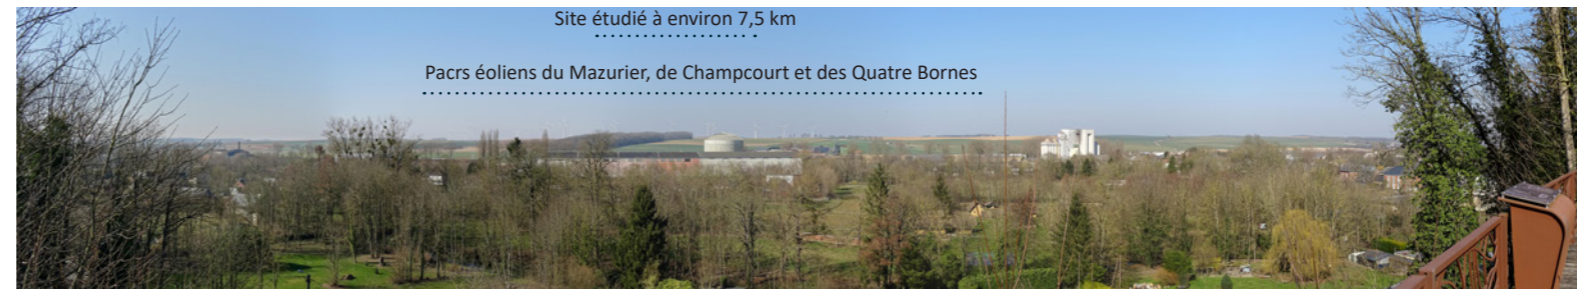 Site étudié à environ 7,5 km
Pacrs éoliens du Mazurier, de Champcourt et des Quatre Bornes